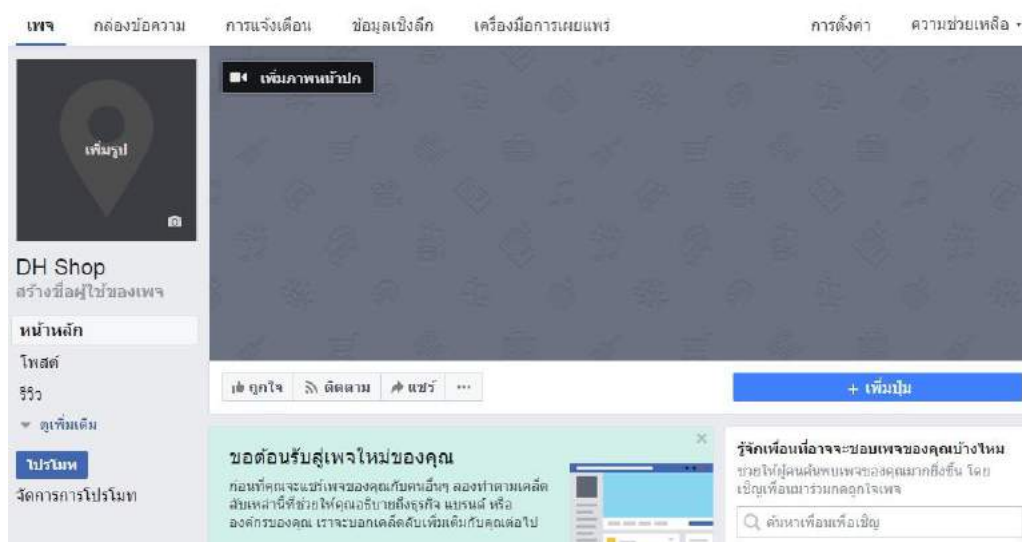 เพจ กล่องข้อความ การแจ้งเตือน ข้อมูลเชิงลึก เครื่องมือการเผยแพร่ การตั้งค่า ความช่วยเหลือ
เพิ่มภาพหน้าปก
เพิ่มรูป
DH Shop
สร้างชื่อผู้ใช้ของเพจ
หน้าหลัก
โพสต์
รีวิว
ดูเพิ่มเติม
โปรโมท
จัดการการโปรโมท
ถูกใจ ติดตาม แชร์ ...
+ เพิ่มปุ่ม
ขอต้อนรับสู่เพจใหม่ของคุณ
ก่อนที่คุณจะแชร์เพจของคุณกับคนอื่นๆ ลองทำตามเคล็ด
ลับเหล่านี้ที่ช่วยให้คุณอธิบายถึงธุรกิจ แบรนด์ หรือ
องค์กรของคุณ เราจะบอกเคล็ดลับเพิ่มเติมกับคุณต่อไป
รู้จักเพื่อนที่อาจจะชอบเพจของคุณบ้างไหม
ช่วยให้ผู้คนค้นพบเพจของคุณมากยิ่งขึ้น โดย
เชิญเพื่อนมาร่วมกดถูกใจเพจ
ค้นหาเพื่อนเพื่อเชิญ